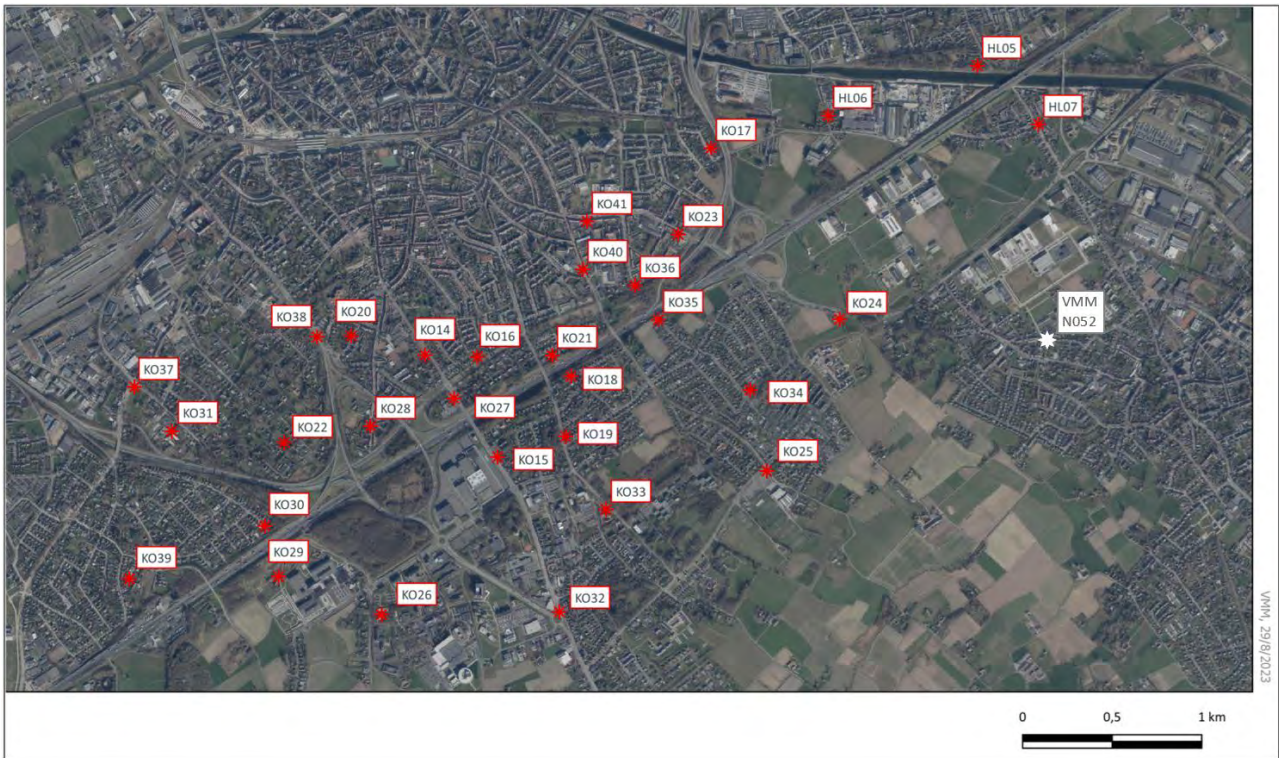 HL05
HL06
HL07
KO17
KO41
KO23
KO40
KO36
KO35
KO24
VMM
N052
KO38
KO20
KO14
KO16
KO21
KO18
KO37
KO34
KO31
KO22
KO28
KO27
KO19
KO15
KO25
KO33
KO30
KO39
KO29
KO26
KO32
VMM, 29/8/2023
0 0,5 1 km